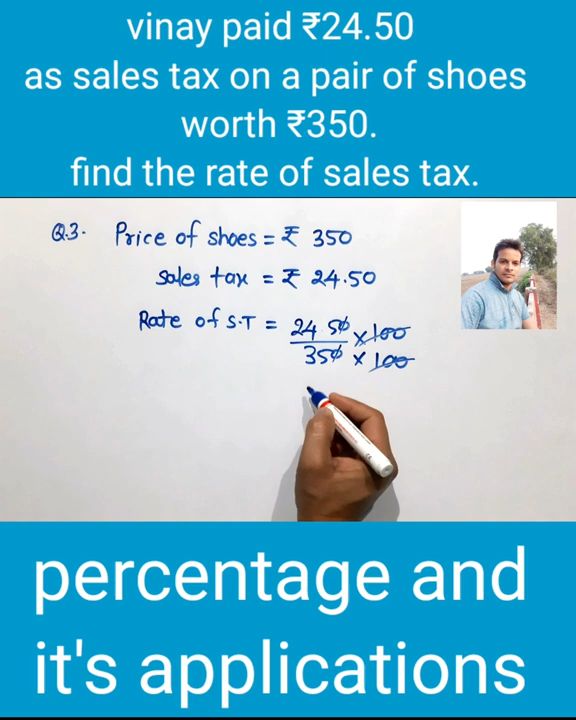 vinay paid ₹24.50
as sales tax on a pair of shoes
worth ₹350.
find the rate of sales tax.
Q.3. Price of shoes = ₹ 350
Sales tax = ₹ 24.50
Rate of S.T = 24 50 × 100
350 × 100
percentage and
it's applications